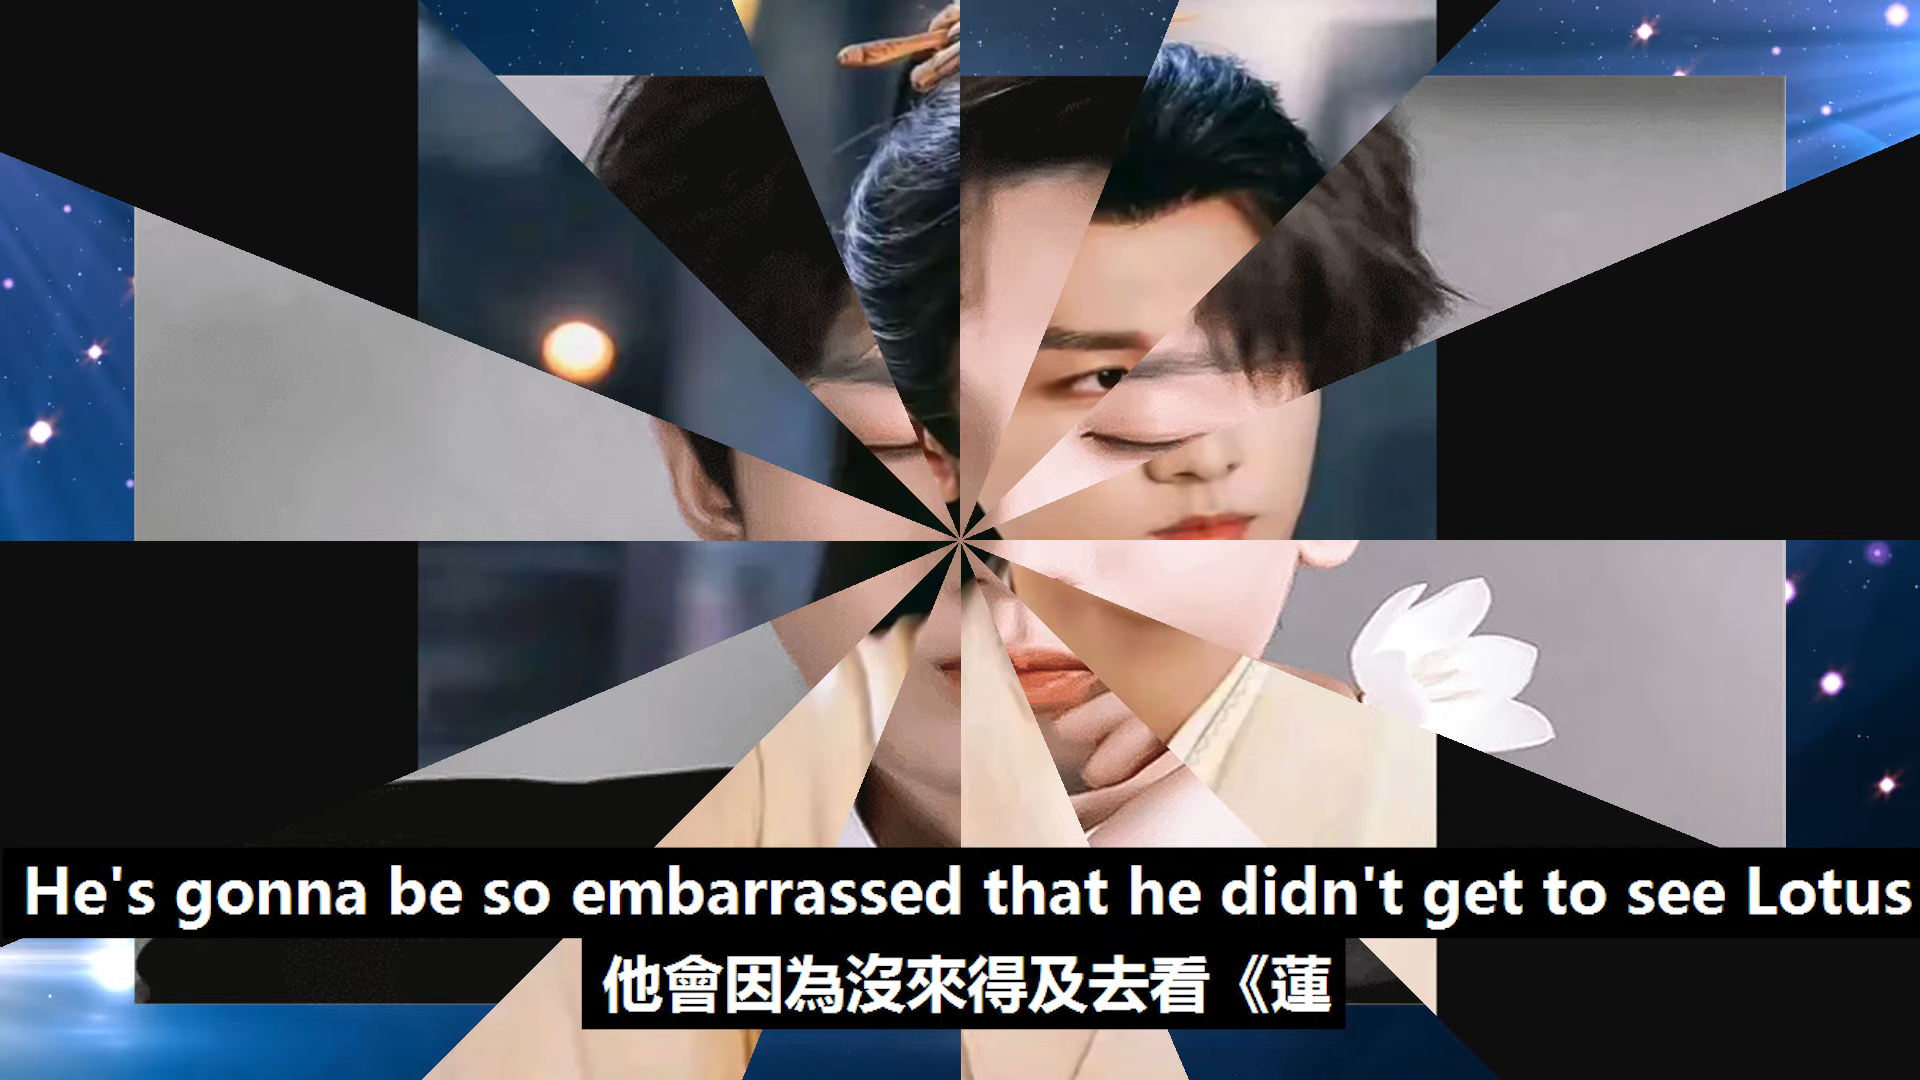 He's gonna be so embarrassed that he didn't get to see Lotus
他會因為沒來得及去看《蓮